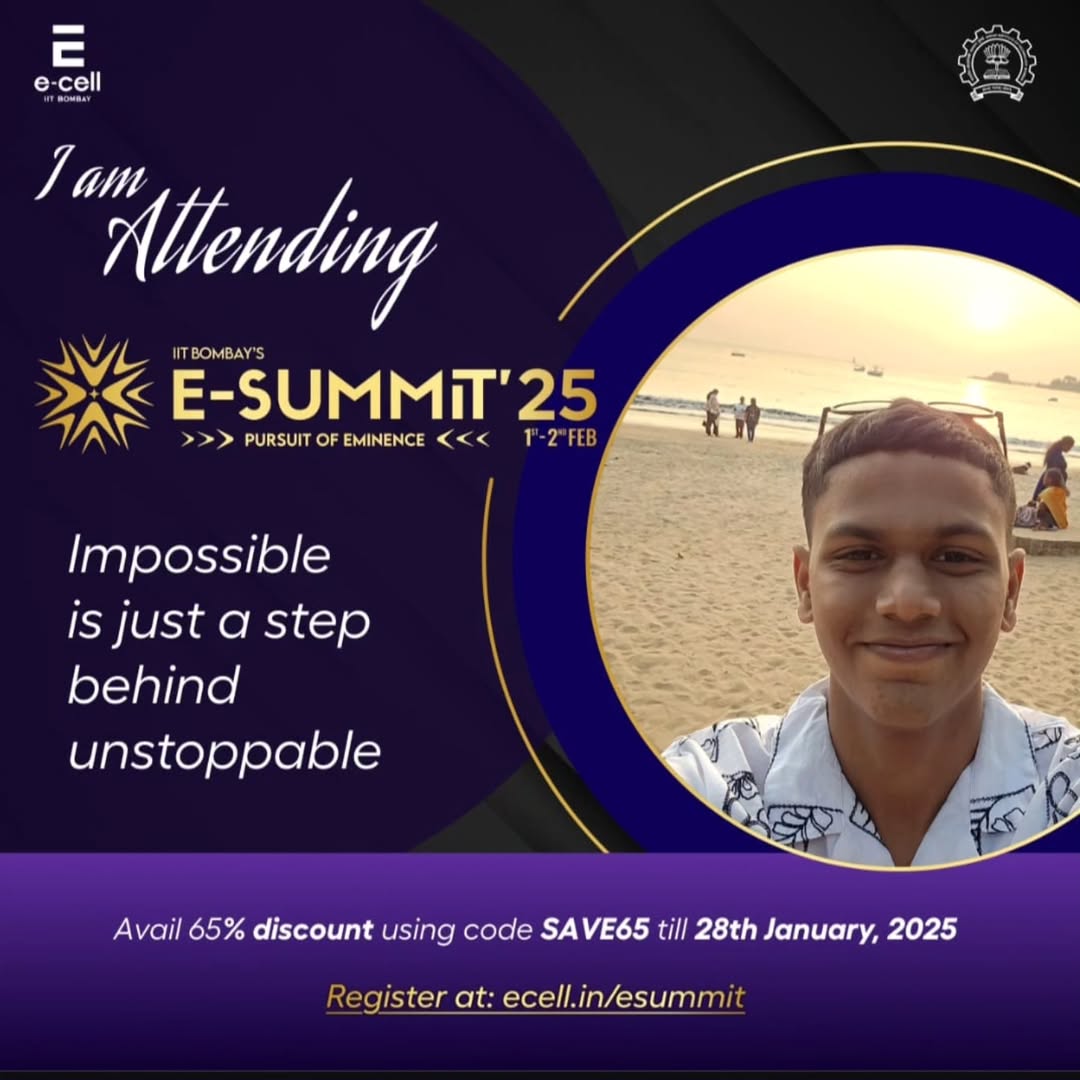 e-cell
IIT BOMBAY
I am
Attending
IIT BOMBAY'S
E-SUMMiT'25
>>> PURSUIT OF EMINENCE <<<
1ST-2ND FEB
Impossible
is just a step
behind
unstoppable
Avail 65% discount using code SAVE65 till 28th January, 2025
Register at: ecell.in/esummit